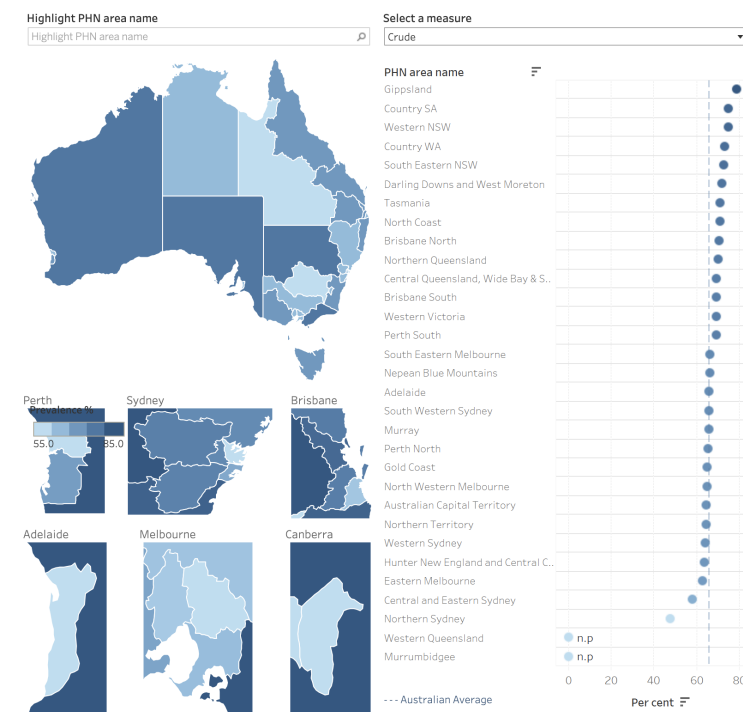 Highlight PHN area name
Highlight PHN area name
Select a measure
Crude
PHN area name
Gippsland
Country SA
Western NSW
Country WA
South Eastern NSW
Darling Downs and West Moreton
Tasmania
North Coast
Brisbane North
Northern Queensland
Central Queensland, Wide Bay & S..
Brisbane South
Western Victoria
Perth South
South Eastern Melbourne
Nepean Blue Mountains
Adelaide
South Western Sydney
Murray
Perth North
Gold Coast
North Western Melbourne
Australian Capital Territory
Northern Territory
Western Sydney
Hunter New England and Central C..
Eastern Melbourne
Central and Eastern Sydney
Northern Sydney
Western Queensland n.p
Murrumbidgee n.p
0 20 40 60 80
Per cent
--- Australian Average
Perth Sydney Brisbane
Prevalence %
55.0 85.0
Adelaide Melbourne Canberra